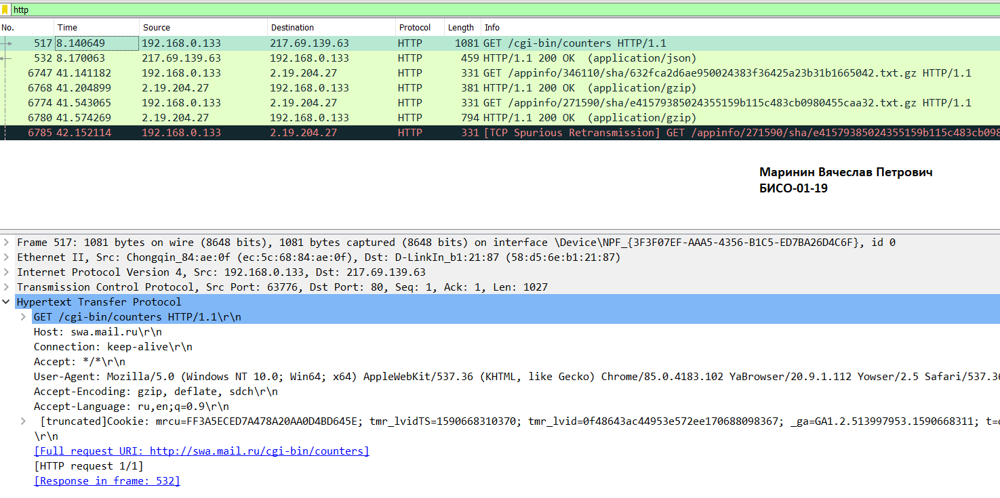 http
No. Time Source Destination Protocol Length Info
517 8.140649 192.168.0.133 217.69.139.63 HTTP 1081 GET /cgi-bin/counters HTTP/1.1
532 8.170063 217.69.139.63 192.168.0.133 HTTP 459 HTTP/1.1 200 OK (application/json)
6747 41.141182 192.168.0.133 2.19.204.27 HTTP 331 GET /appinfo/346110/sha/632fca2d6ae950024383f36425a23b31b1665042.txt.gz HTTP/1.1
6768 41.204899 2.19.204.27 192.168.0.133 HTTP 381 HTTP/1.1 200 OK (application/gzip)
6774 41.543065 192.168.0.133 2.19.204.27 HTTP 331 GET /appinfo/271590/sha/e41579385024355159b115c483cb0980455caa32.txt.gz HTTP/1.1
6780 41.574269 2.19.204.27 192.168.0.133 HTTP 794 HTTP/1.1 200 OK (application/gzip)
6785 42.152114 192.168.0.133 2.19.204.27 HTTP 331 [TCP Spurious Retransmission] GET /appinfo/271590/sha/e41579385024355159b115c483cb098
Маринин Вячеслав Петрович
БИСО-01-19
Frame 517: 1081 bytes on wire (8648 bits), 1081 bytes captured (8648 bits) on interface \Device\NPF_{3F3F07EF-AAA5-4356-B1C5-ED7BA26D4C6F}, id 0
Ethernet II, Src: Chongqin_84:ae:0f (ec:5c:68:84:ae:0f), Dst: D-LinkIn_b1:21:87 (58:d5:6e:b1:21:87)
Internet Protocol Version 4, Src: 192.168.0.133, Dst: 217.69.139.63
Transmission Control Protocol, Src Port: 63776, Dst Port: 80, Seq: 1, Ack: 1, Len: 1027
Hypertext Transfer Protocol
GET /cgi-bin/counters HTTP/1.1\r\n
Host: swa.mail.ru\r\n
Connection: keep-alive\r\n
Accept: */*\r\n
User-Agent: Mozilla/5.0 (Windows NT 10.0; Win64; x64) AppleWebKit/537.36 (KHTML, like Gecko) Chrome/85.0.4183.102 YaBrowser/20.9.1.112 Yowser/2.5 Safari/537.36
Accept-Encoding: gzip, deflate, sdch\r\n
Accept-Language: ru,en;q=0.9\r\n
[truncated]Cookie: mrcu=FF3A5ECED7A478A20AA0D4BD645E; tmr_lvidTS=1590668310370; tmr_lvid=0f48643ac44953e572ee170688098367; _ga=GA1.2.513997953.1590668311; t=
\r\n
[Full request URI: http://swa.mail.ru/cgi-bin/counters]
[HTTP request 1/1]
[Response in frame: 532]